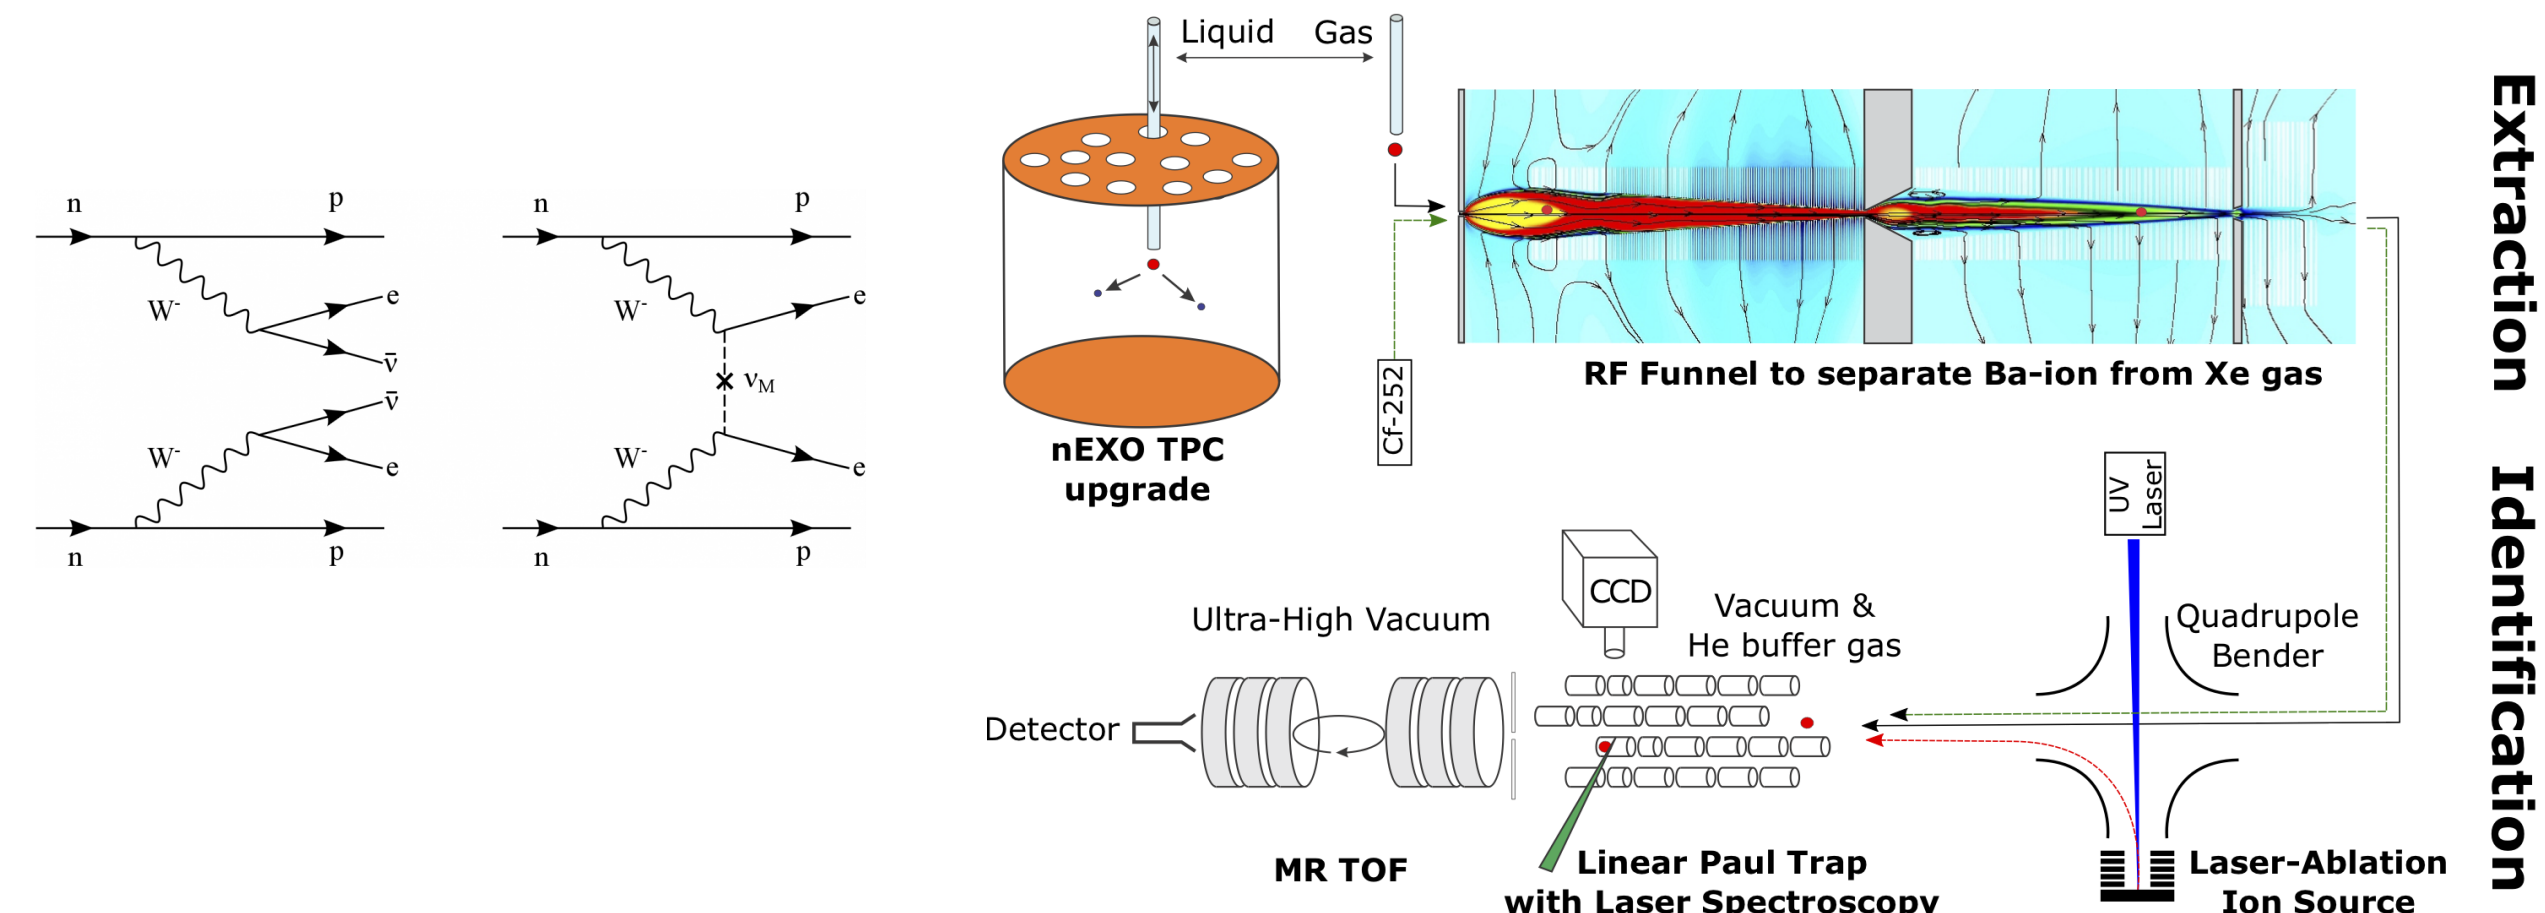 n
p
W-
e
ν̄
ν̄
W-
e
n
p
n
p
W-
e
νM
W-
e
n
p
Liquid
Gas
nEXO TPC
upgrade
Cf-252
RF Funnel to separate Ba-ion from Xe gas
Extraction
Identification
UV
Laser
Quadrupole
Bender
Laser-Ablation
Ion Source
CCD
Vacuum &
He buffer gas
Ultra-High Vacuum
Detector
MR TOF
Linear Paul Trap
with Laser Spectroscopy